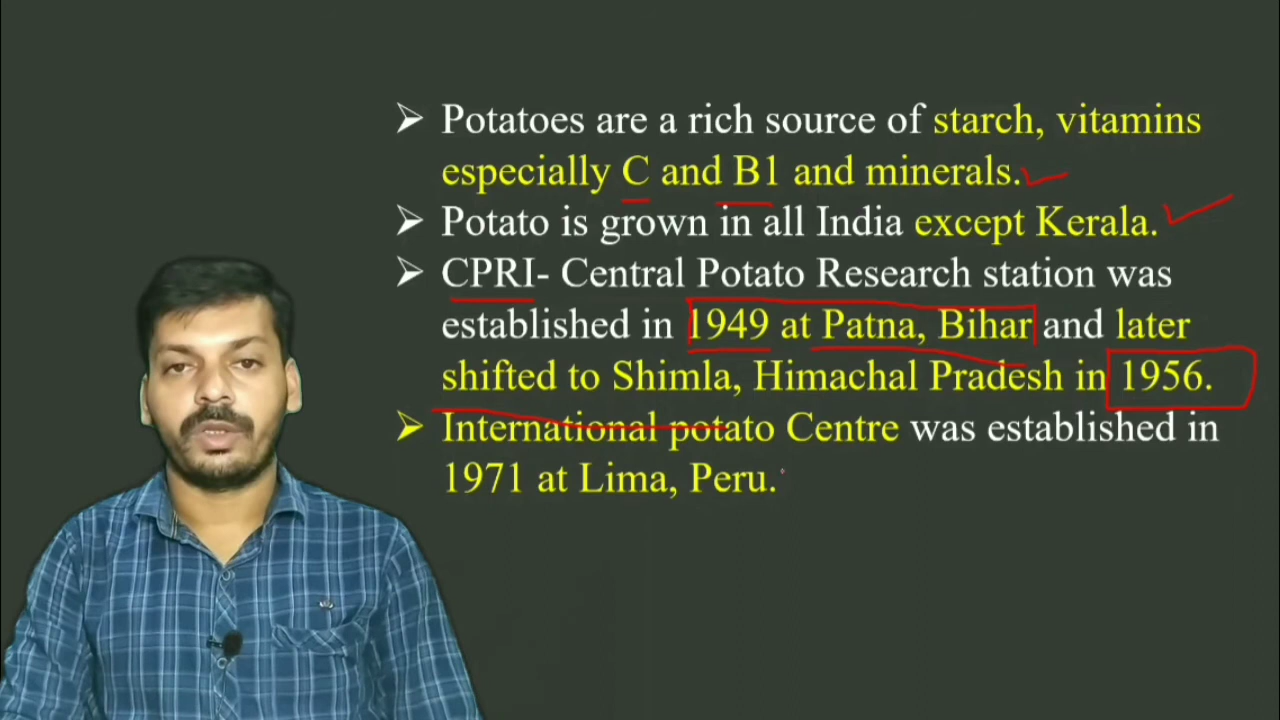 ➢ Potatoes are a rich source of starch, vitamins
especially C and B1 and minerals.
➢ Potato is grown in all India except Kerala.
➢ CPRI- Central Potato Research station was
established in 1949 at Patna, Bihar and later
shifted to Shimla, Himachal Pradesh in 1956.
➢ International potato Centre was established in
1971 at Lima, Peru.